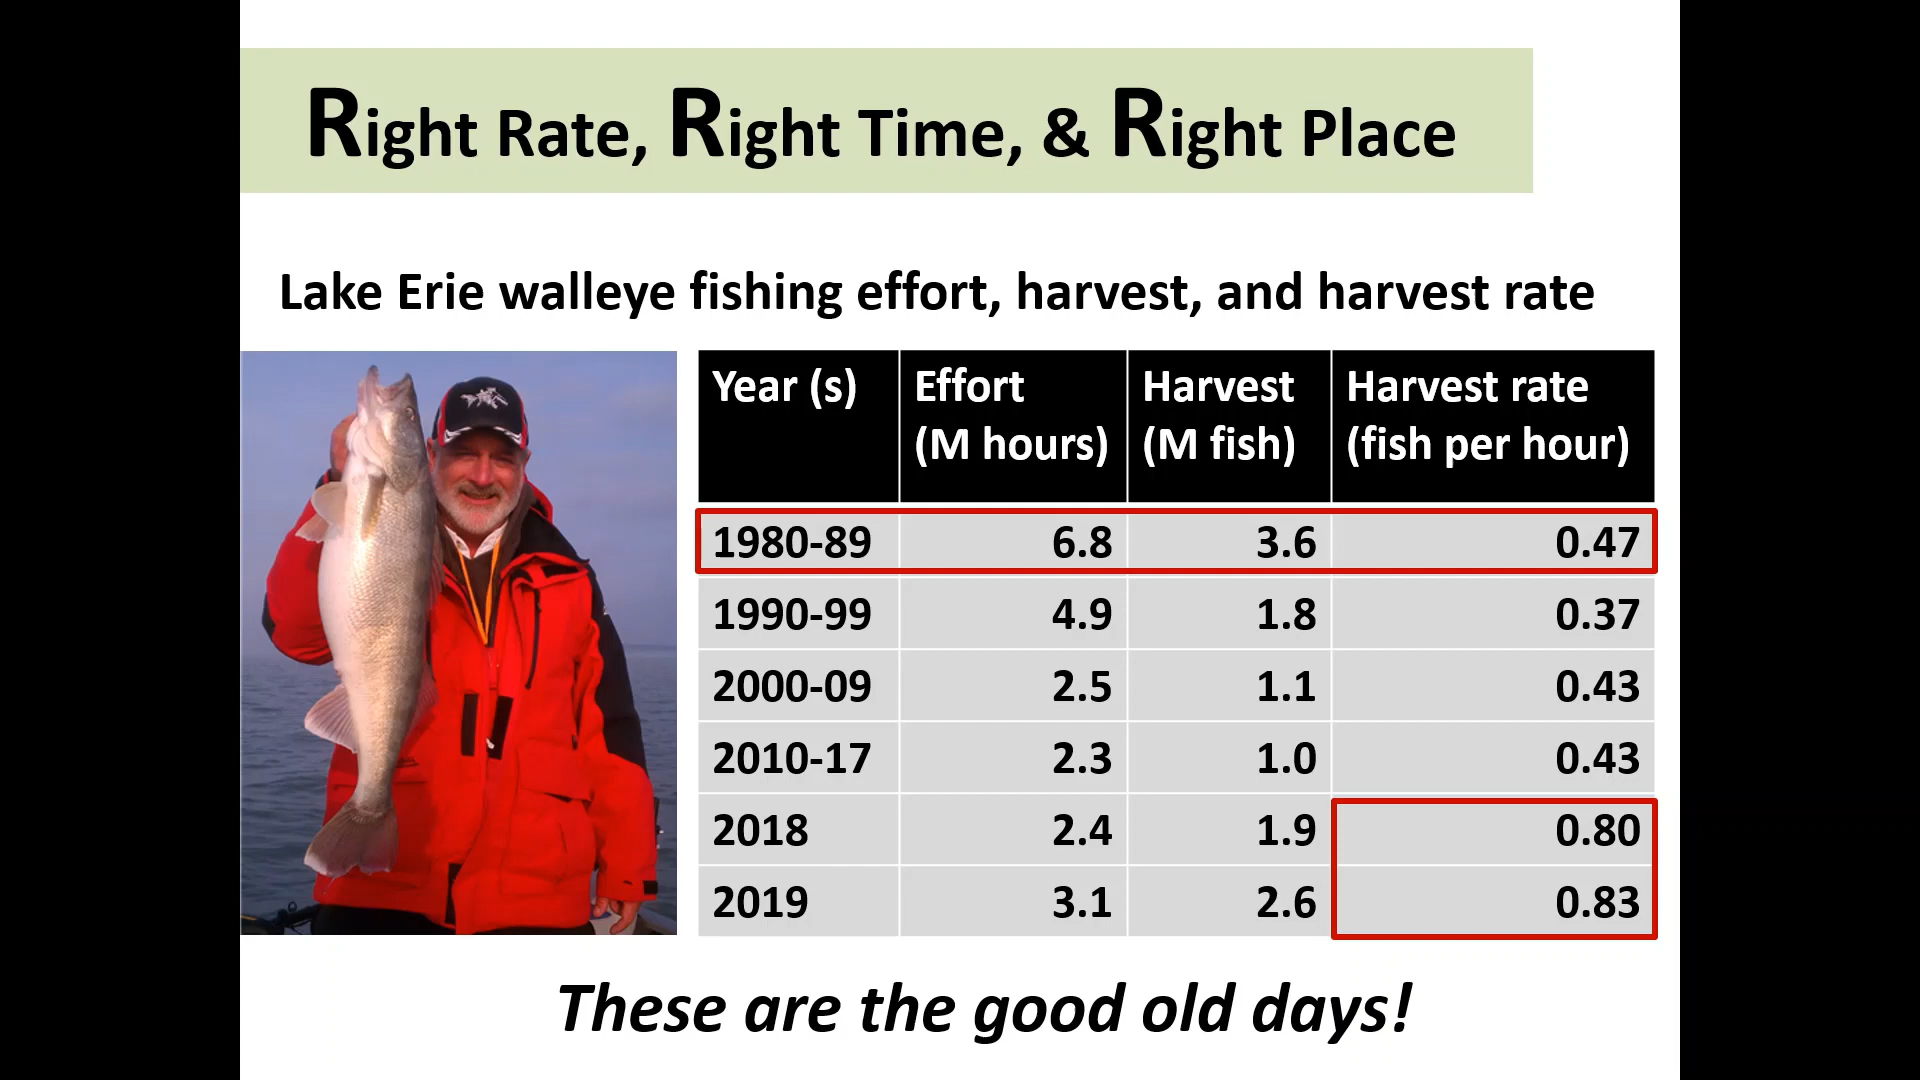 Right Rate, Right Time, & Right Place
Lake Erie walleye fishing effort, harvest, and harvest rate
Year (s) Effort (M hours) Harvest (M fish) Harvest rate (fish per hour)
1980-89 6.8 3.6 0.47
1990-99 4.9 1.8 0.37
2000-09 2.5 1.1 0.43
2010-17 2.3 1.0 0.43
2018 2.4 1.9 0.80
2019 3.1 2.6 0.83
These are the good old days!